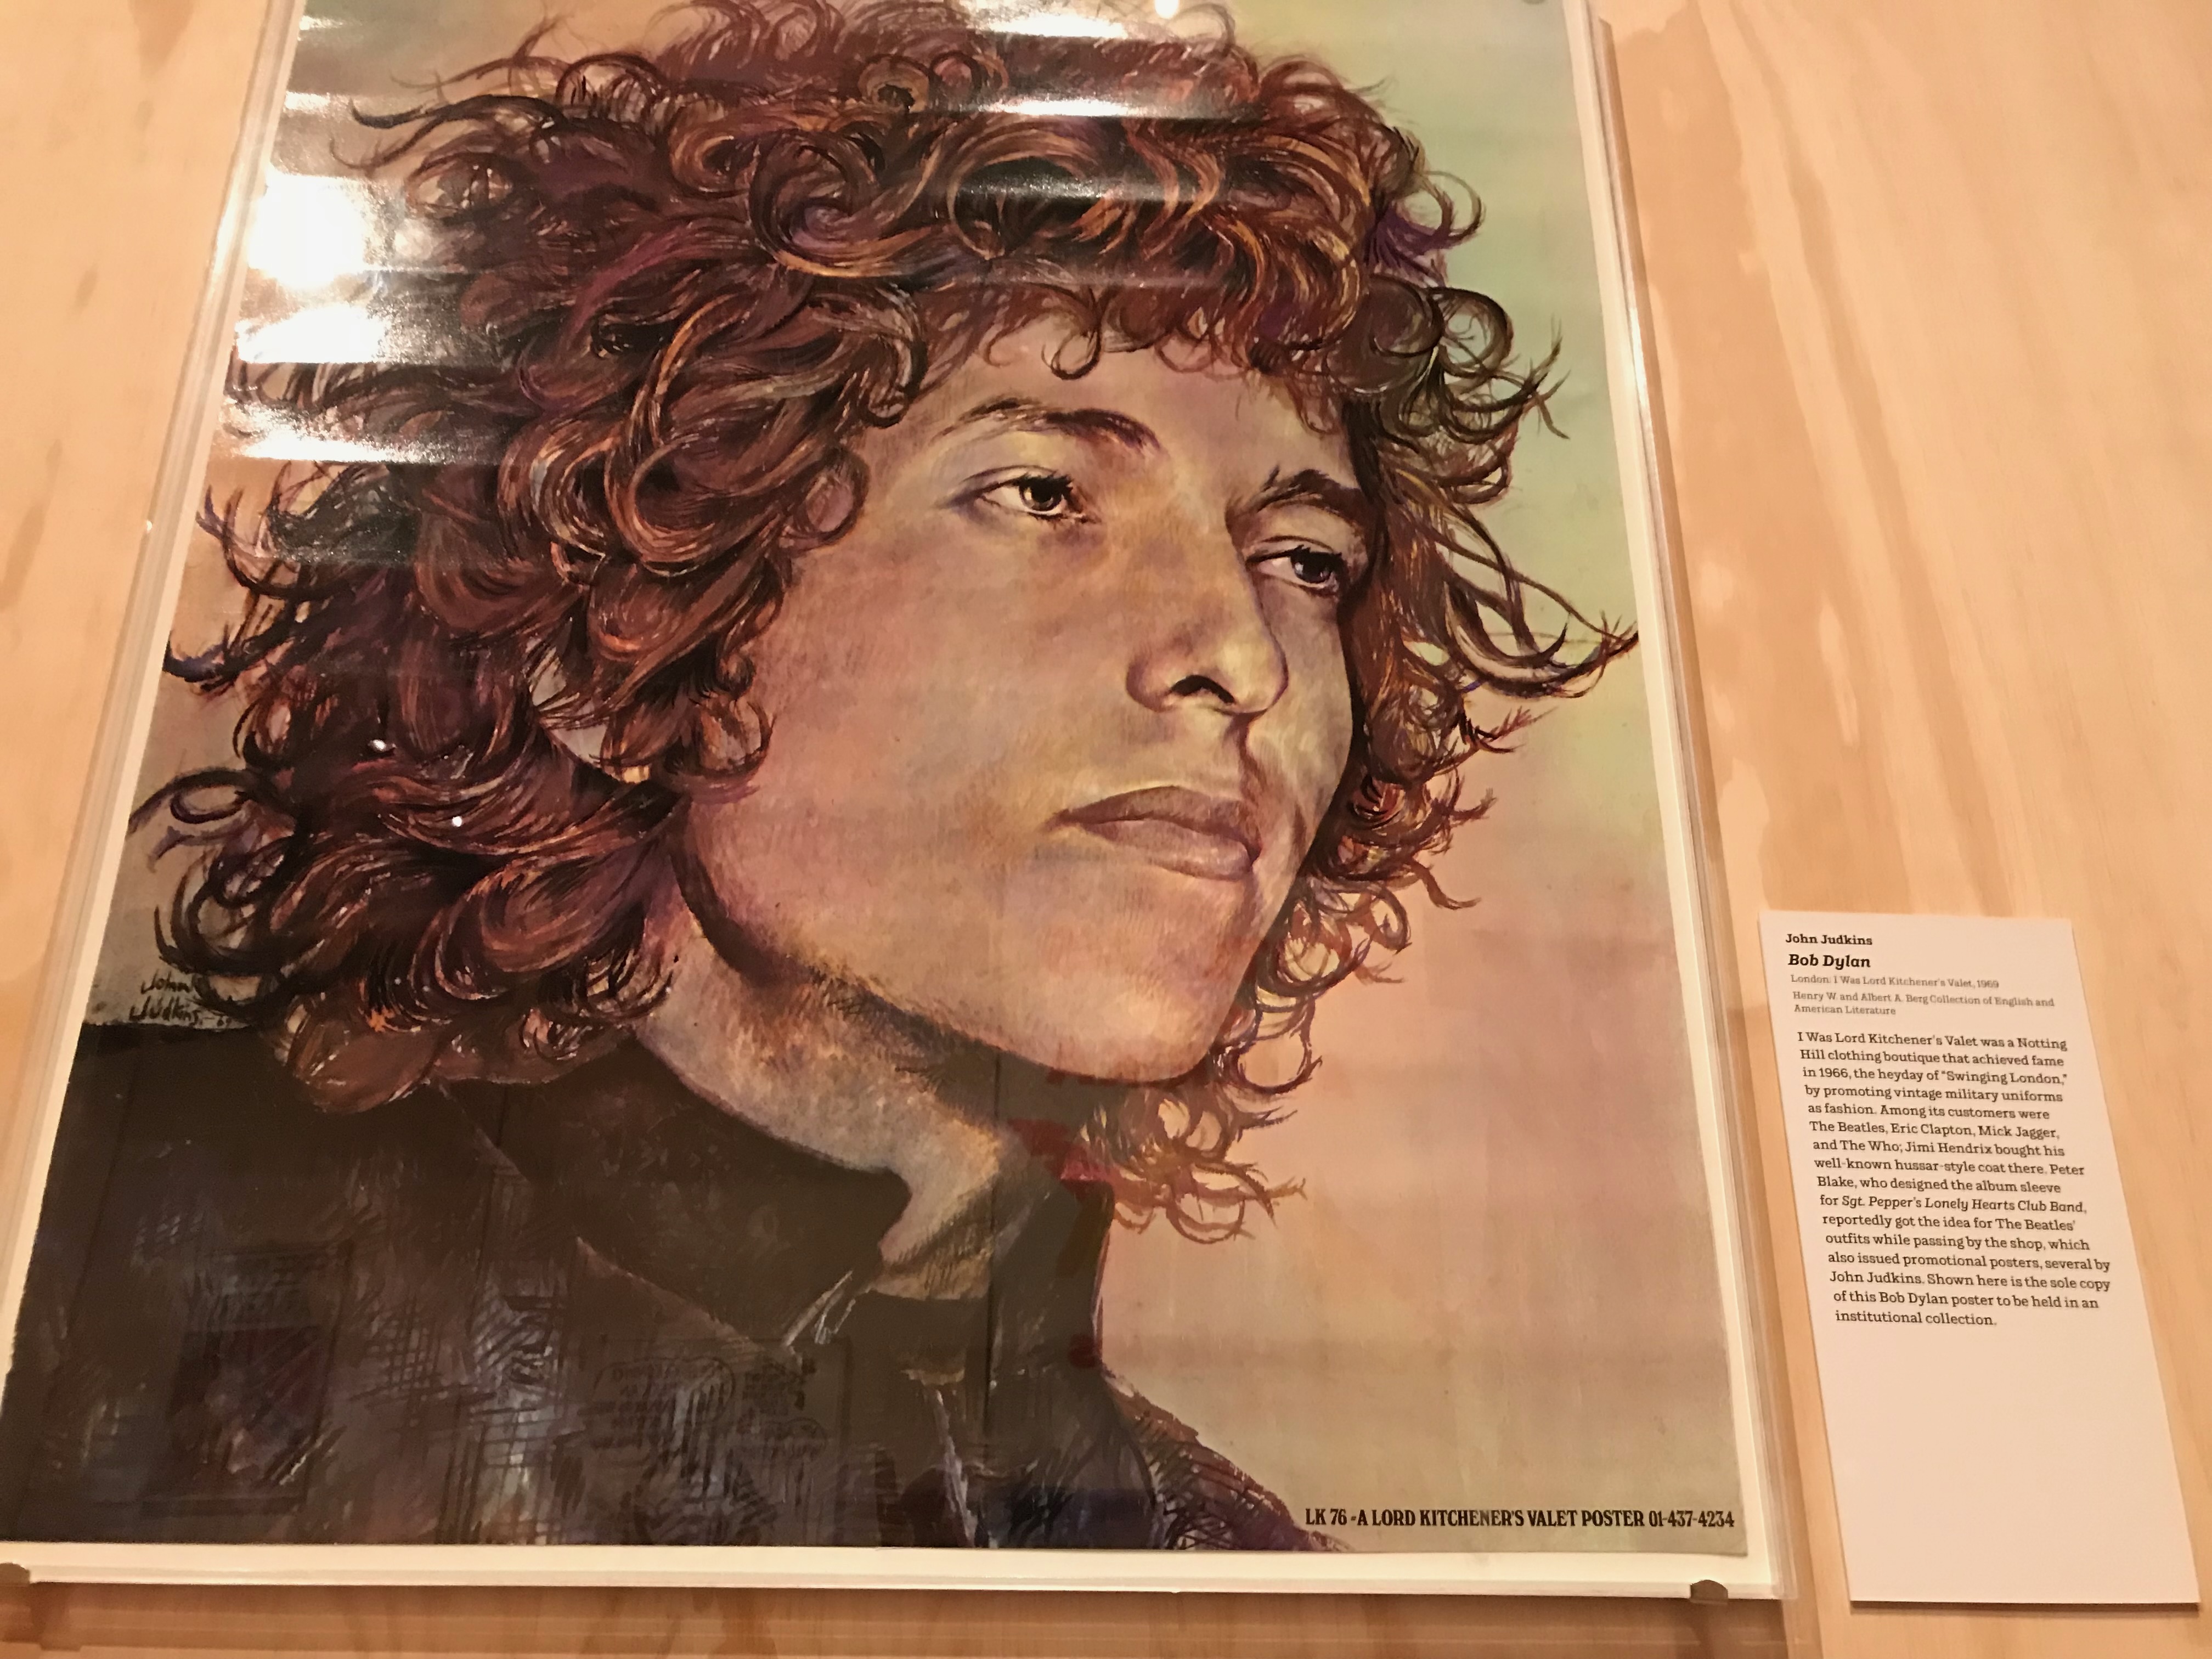 John
Judkins. 69
LK 76 - A LORD KITCHENER'S VALET POSTER 01-437-4234
John Judkins
Bob Dylan
London: I Was Lord Kitchener's Valet, 1969
Henry W. and Albert A. Berg Collection of English and
American Literature
I Was Lord Kitchener's Valet was a Notting
Hill clothing boutique that achieved fame
in 1966, the heyday of "Swinging London,"
by promoting vintage military uniforms
as fashion. Among its customers were
The Beatles, Eric Clapton, Mick Jagger,
and The Who; Jimi Hendrix bought his
well-known hussar-style coat there. Peter
Blake, who designed the album sleeve
for Sgt. Pepper's Lonely Hearts Club Band,
reportedly got the idea for The Beatles'
outfits while passing by the shop, which
also issued promotional posters, several by
John Judkins. Shown here is the sole copy
of this Bob Dylan poster to be held in an
institutional collection.